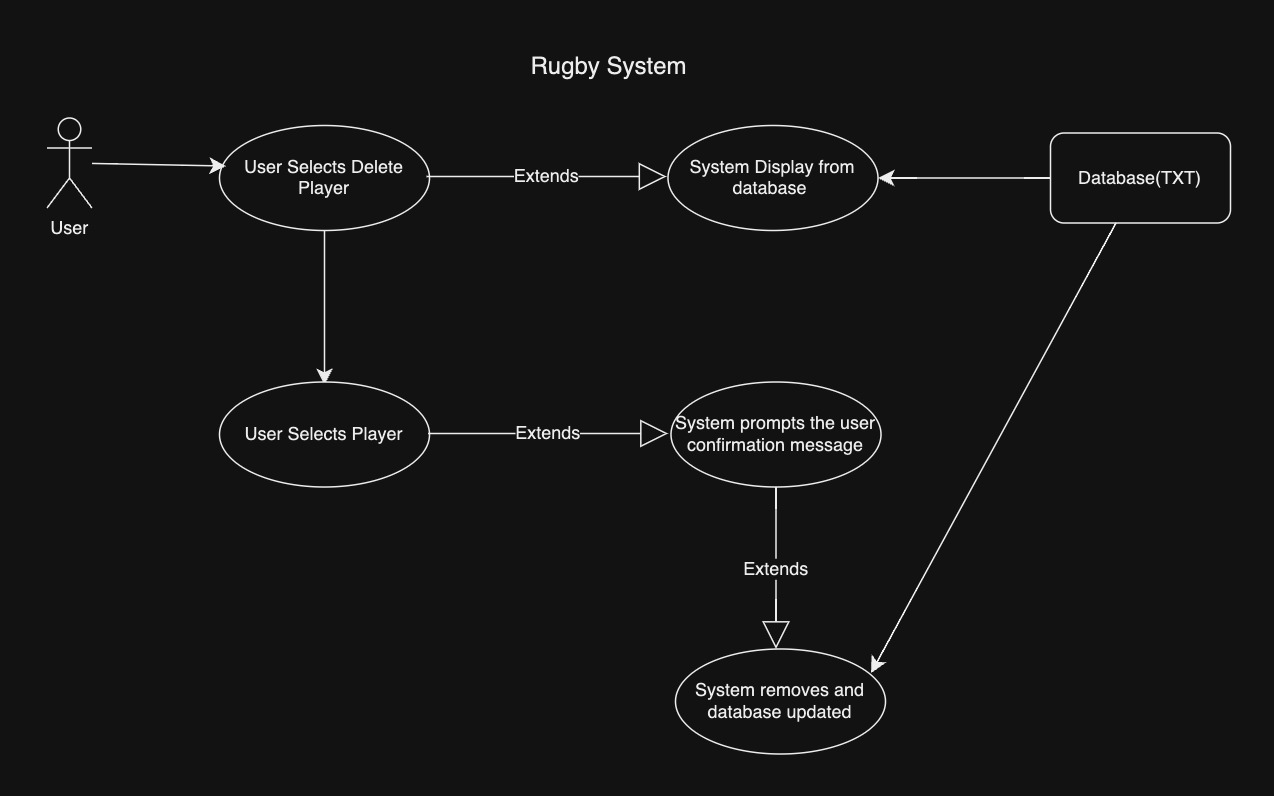 Rugby System
User
User Selects Delete
Player
Extends
System Display from
database
Database(TXT)
User Selects Player
Extends
System prompts the user
confirmation message
Extends
System removes and
database updated